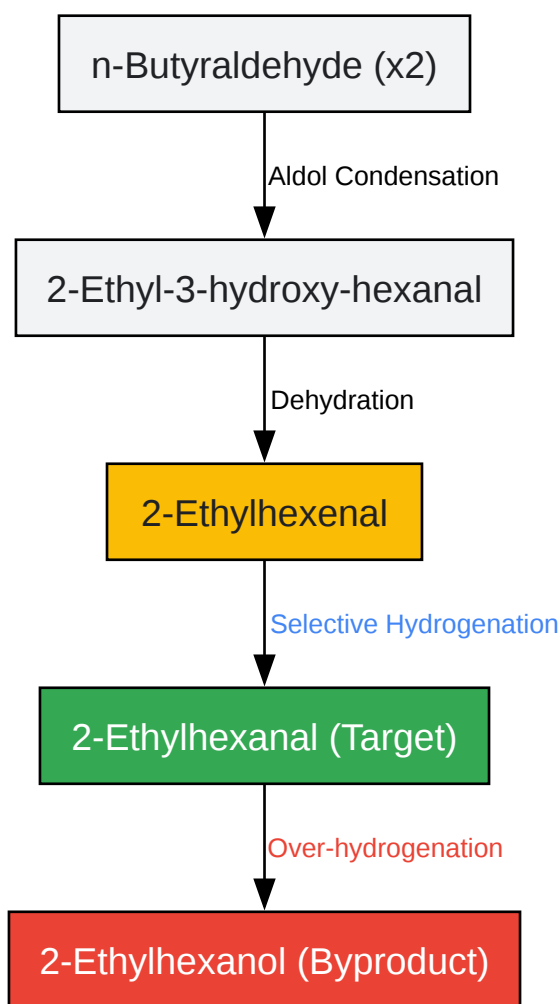 n-Butyraldehyde (x2)
Aldol Condensation
2-Ethyl-3-hydroxy-hexanal
Dehydration
2-Ethylhexenal
Selective Hydrogenation
2-Ethylhexanal (Target)
Over-hydrogenation
2-Ethylhexanol (Byproduct)